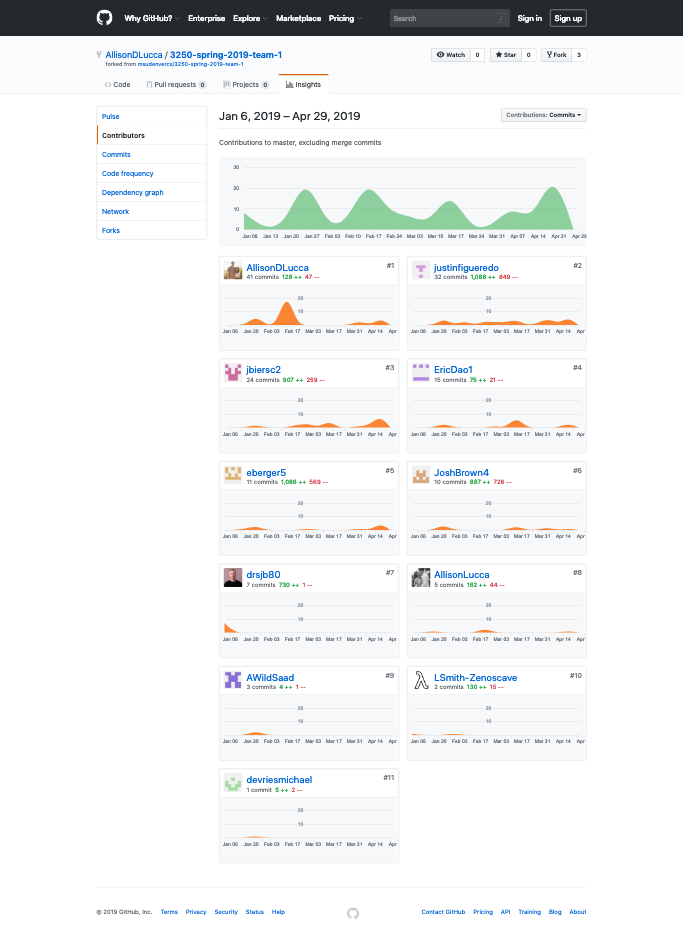 Why GitHub? Enterprise Explore Marketplace Pricing Search / Sign in Sign up
AllisonDLucca / 3250-spring-2019-team-1
forked from msudenvercs/3250-spring-2019-team-1
Watch 0 Star 0 Fork 3
Code Pull requests 0 Projects 0 Insights
Pulse
Contributors
Commits
Code frequency
Dependency graph
Network
Forks
Jan 6, 2019 – Apr 29, 2019
Contributions: Commits
Contributions to master, excluding merge commits
30
20
10
0
Jan 06 Jan 13 Jan 20 Jan 27 Feb 03 Feb 10 Feb 17 Feb 24 Mar 03 Mar 10 Mar 17 Mar 24 Mar 31 Apr 07 Apr 14 Apr 21 Apr 28
AllisonDLucca #1
41 commits 128 ++ 47 --
20
10
Jan 06 Jan 20 Feb 03 Feb 17 Mar 03 Mar 17 Mar 31 Apr 14 Apr
justinfigueredo #2
32 commits 1,088 ++ 849 --
20
10
Jan 06 Jan 20 Feb 03 Feb 17 Mar 03 Mar 17 Mar 31 Apr 14 Apr
jbiersc2 #3
24 commits 907 ++ 259 --
20
10
Jan 06 Jan 20 Feb 03 Feb 17 Mar 03 Mar 17 Mar 31 Apr 14 Apr
EricDao1 #4
15 commits 75 ++ 21 --
20
10
Jan 06 Jan 20 Feb 03 Feb 17 Mar 03 Mar 17 Mar 31 Apr 14 Apr
eberger5 #5
11 commits 1,086 ++ 569 --
20
10
Jan 06 Jan 20 Feb 03 Feb 17 Mar 03 Mar 17 Mar 31 Apr 14 Apr
JoshBrown4 #6
10 commits 887 ++ 726 --
20
10
Jan 06 Jan 20 Feb 03 Feb 17 Mar 03 Mar 17 Mar 31 Apr 14 Apr
drsjb80 #7
7 commits 730 ++ 1 --
20
10
Jan 06 Jan 20 Feb 03 Feb 17 Mar 03 Mar 17 Mar 31 Apr 14 Apr
AllisonLucca #8
5 commits 162 ++ 44 --
20
10
Jan 06 Jan 20 Feb 03 Feb 17 Mar 03 Mar 17 Mar 31 Apr 14 Apr
AWildSaad #9
3 commits 4 ++ 1 --
20
10
Jan 06 Jan 20 Feb 03 Feb 17 Mar 03 Mar 17 Mar 31 Apr 14 Apr
LSmith-Zenoscave #10
2 commits 130 ++ 15 --
20
10
Jan 06 Jan 20 Feb 03 Feb 17 Mar 03 Mar 17 Mar 31 Apr 14 Apr
devriesmichael #11
1 commit 5 ++ 2 --
20
10
Jan 06 Jan 20 Feb 03 Feb 17 Mar 03 Mar 17 Mar 31 Apr 14 Apr
© 2019 GitHub, Inc. Terms Privacy Security Status Help Contact GitHub Pricing API Training Blog About